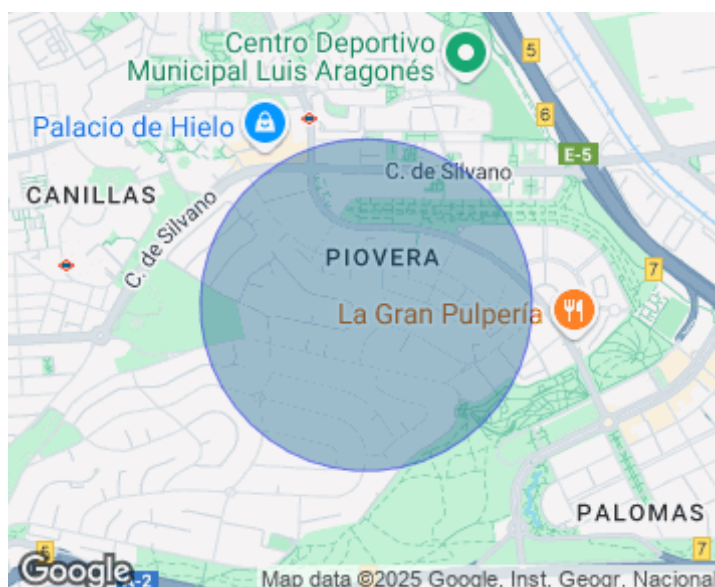 Centro Deportivo
Municipal Luis Aragonés
5
6
Palacio de Hielo
E-5
C. de Silvano
CANILLAS
C. de Silvano
PIOVERA
7
La Gran Pulpería
PALOMAS
5
7
Google
A-2
Map data ©2025 Google, Inst. Geogr. Nacional